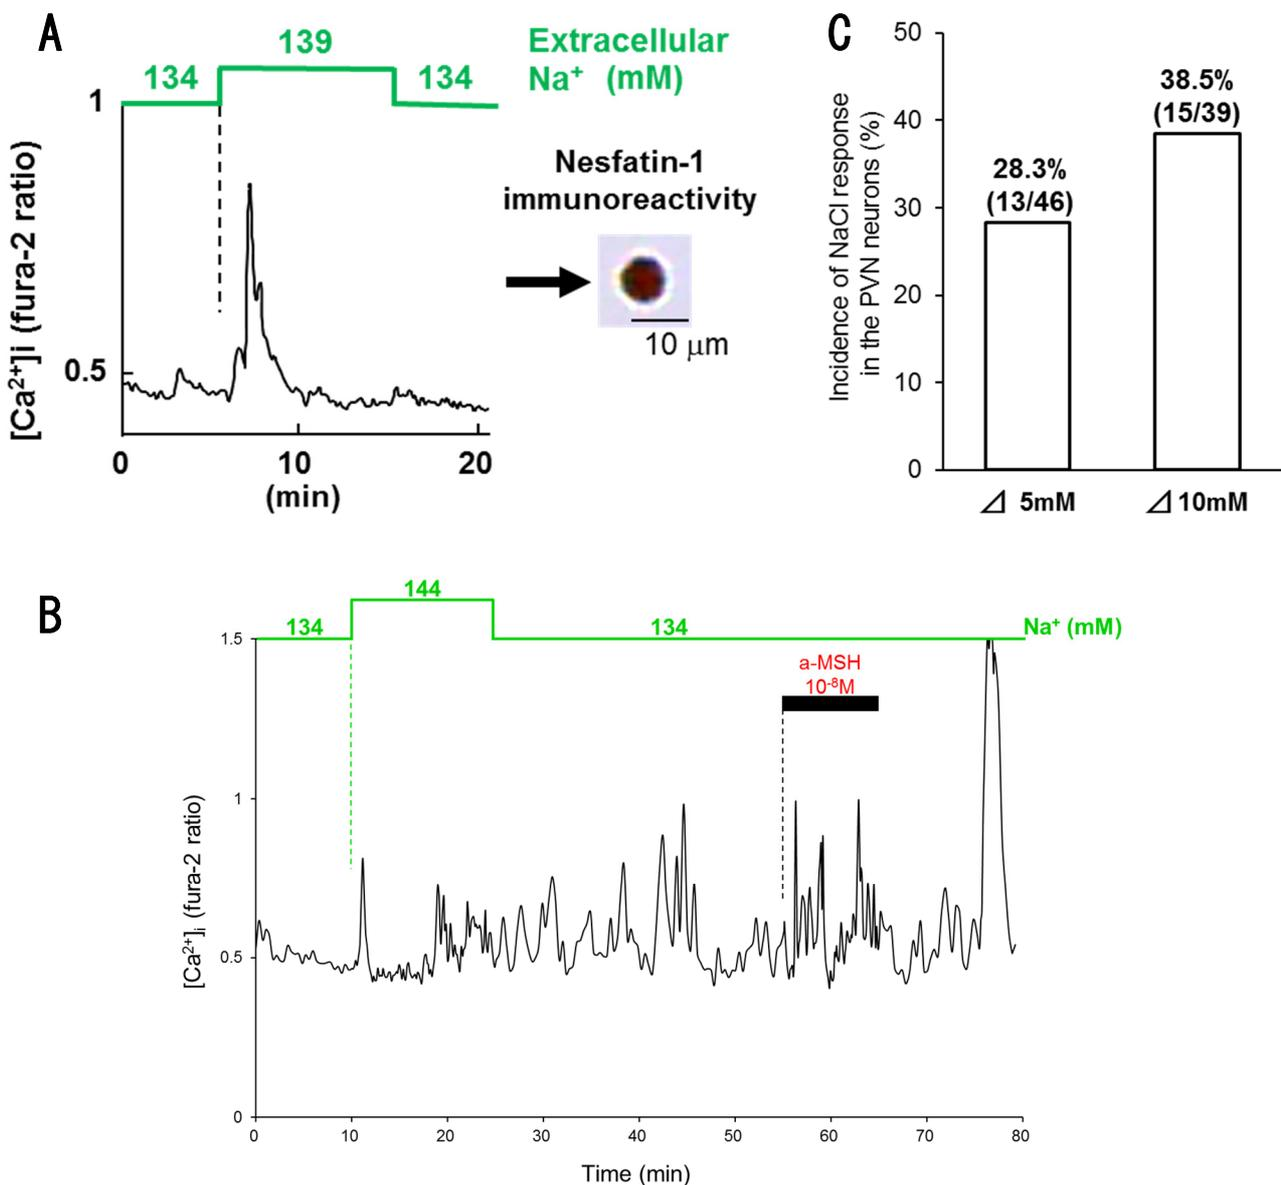 A
139
134
134
Extracellular
Na⁺ (mM)
1
0.5
[Ca²⁺]i (fura-2 ratio)
0
10
20
(min)
Nesfatin-1
immunoreactivity
10 μm
C
50
40
30
20
10
0
Incidence of NaCl response
in the PVN neurons (%)
28.3%
(13/46)
38.5%
(15/39)
⊿ 5mM
⊿ 10mM
B
144
134
134
Na⁺ (mM)
a-MSH
10⁻⁸M
1.5
1
0.5
0
[Ca²⁺]ᵢ (fura-2 ratio)
0
10
20
30
40
50
60
70
80
Time (min)